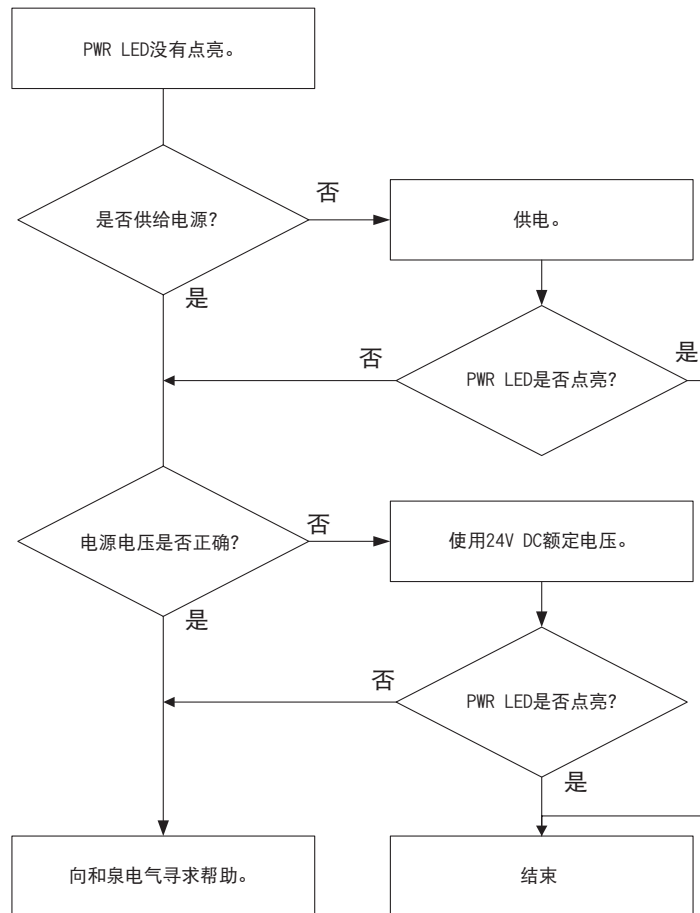 PWR LED没有点亮。
是否供给电源?
否
供电。
是
否
PWR LED是否点亮?
是
电源电压是否正确?
否
使用24V DC额定电压。
是
否
PWR LED是否点亮?
是
向和泉电气寻求帮助。
结束